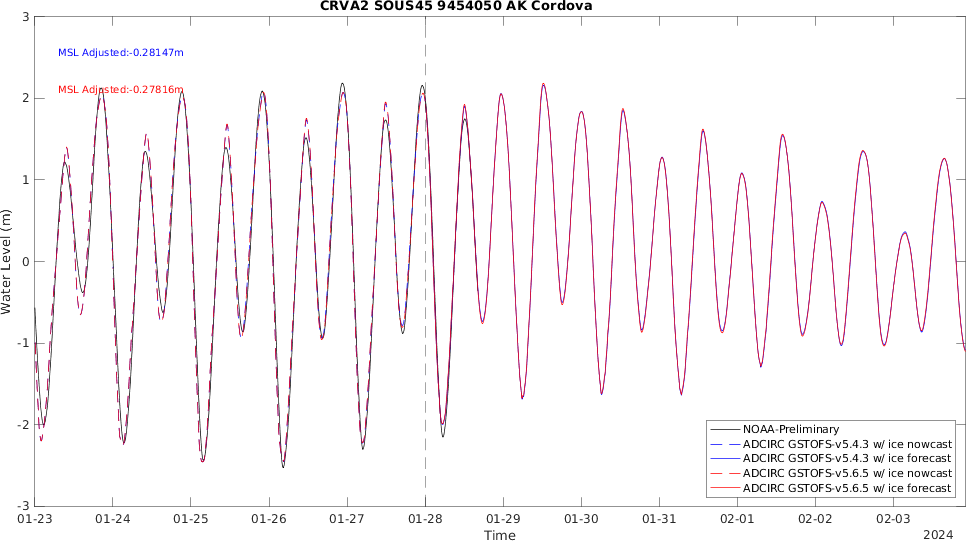 CRVA2 SOUS45 9454050 AK Cordova
MSL Adjusted:-0.28147m
MSL Adjusted:-0.27816m
Water Level (m)
3
2
1
0
-1
-2
-3
NOAA-Preliminary
ADCIRC GSTOFS-v5.4.3 w/ ice nowcast
ADCIRC GSTOFS-v5.4.3 w/ ice forecast
ADCIRC GSTOFS-v5.6.5 w/ ice nowcast
ADCIRC GSTOFS-v5.6.5 w/ ice forecast
01-23 01-24 01-25 01-26 01-27 01-28 01-29 01-30 01-31 02-01 02-02 02-03
Time
2024